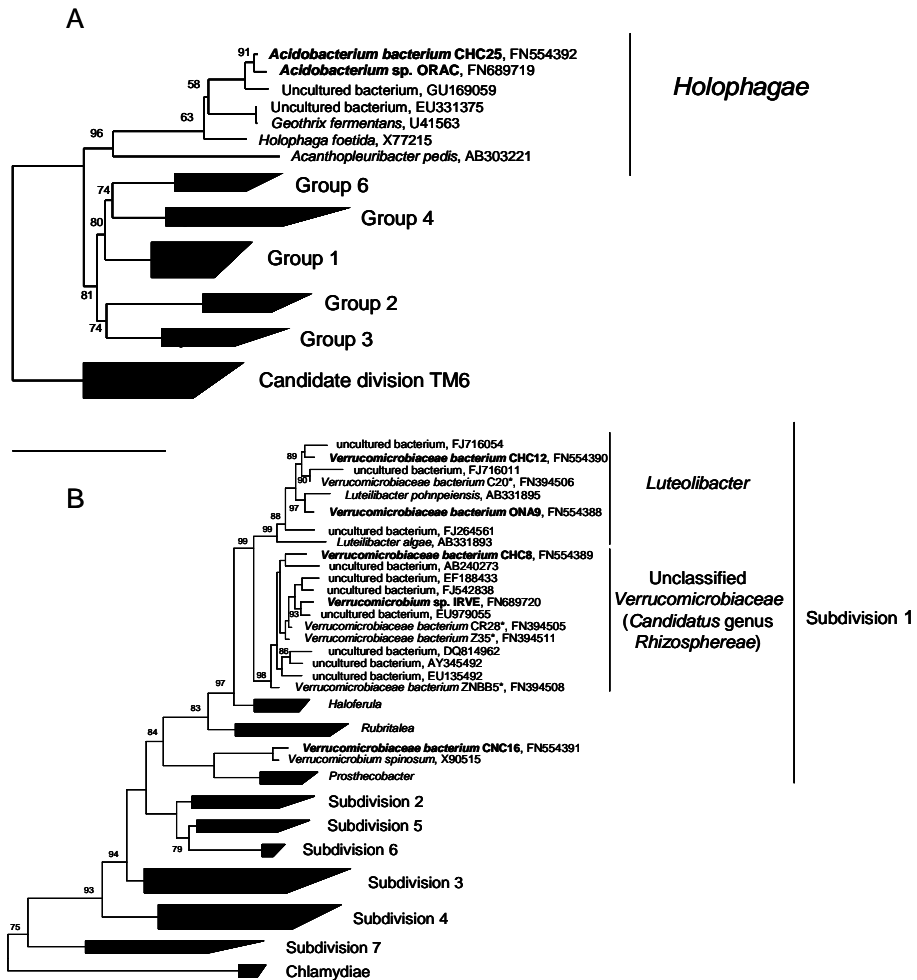 A
91
Acidobacterium bacterium CHC25, FN554392
Acidobacterium sp. ORAC, FN689719
58
Uncultured bacterium, GU169059
Uncultured bacterium, EU331375
63
Geothrix fermentans, U41563
96
Holophaga foetida, X77215
Acanthopleuribacter pedis, AB303221
Holophagae
74
Group 6
80
Group 4
Group 1
81
Group 2
74
Group 3
Candidate division TM6
B
uncultured bacterium, FJ716054
89
Verrucomicrobiaceae bacterium CHC12, FN554390
uncultured bacterium, FJ716011
90
Verrucomicrobiaceae bacterium C20*, FN394506
Luteilibacter pohnpeiensis, AB331895
97
Verrucomicrobiaceae bacterium ONA9, FN554388
88
99
uncultured bacterium, FJ264561
Luteilibacter algae, AB331893
Luteolibacter
99
Verrucomicrobiaceae bacterium CHC8, FN554389
uncultured bacterium, AB240273
uncultured bacterium, EF188433
uncultured bacterium, FJ542838
Verrucomicrobium sp. IRVE, FN689720
93
uncultured bacterium, EU979055
Verrucomicrobiaceae bacterium CR28*, FN394505
Verrucomicrobiaceae bacterium Z35*, FN394511
86
uncultured bacterium, DQ814962
uncultured bacterium, AY345492
98
uncultured bacterium, EU135492
Verrucomicrobiaceae bacterium ZNBB5*, FN394508
Unclassified
Verrucomicrobiaceae
(Candidatus genus
Rhizosphereae)
Subdivision 1
97
Haloferula
83
Rubritalea
84
Verrucomicrobiaceae bacterium CNC16, FN554391
Verrucomicrobium spinosum, X90515
Prosthecobacter
Subdivision 2
Subdivision 5
79
Subdivision 6
94
Subdivision 3
93
Subdivision 4
75
Subdivision 7
Chlamydiae